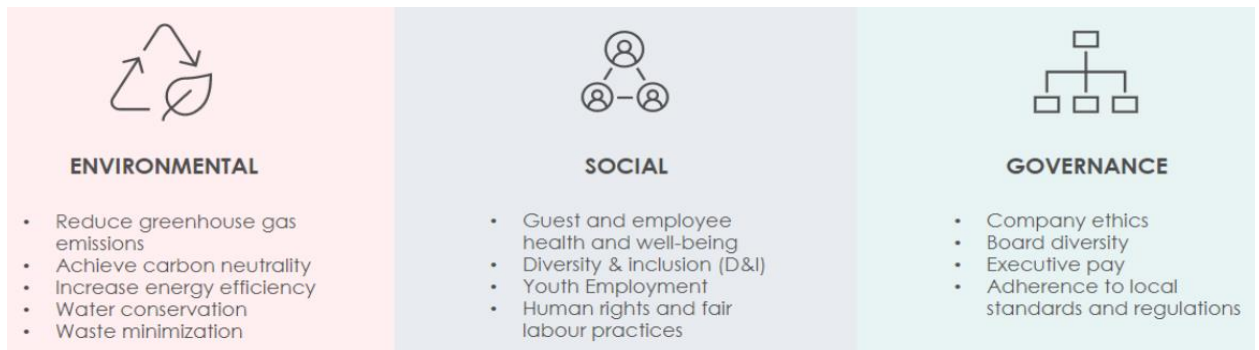 ENVIRONMENTAL
• Reduce greenhouse gas
emissions
• Achieve carbon neutrality
• Increase energy efficiency
• Water conservation
• Waste minimization
SOCIAL
• Guest and employee
health and well-being
• Diversity & inclusion (D&I)
• Youth Employment
• Human rights and fair
labour practices
GOVERNANCE
• Company ethics
• Board diversity
• Executive pay
• Adherence to local
standards and regulations